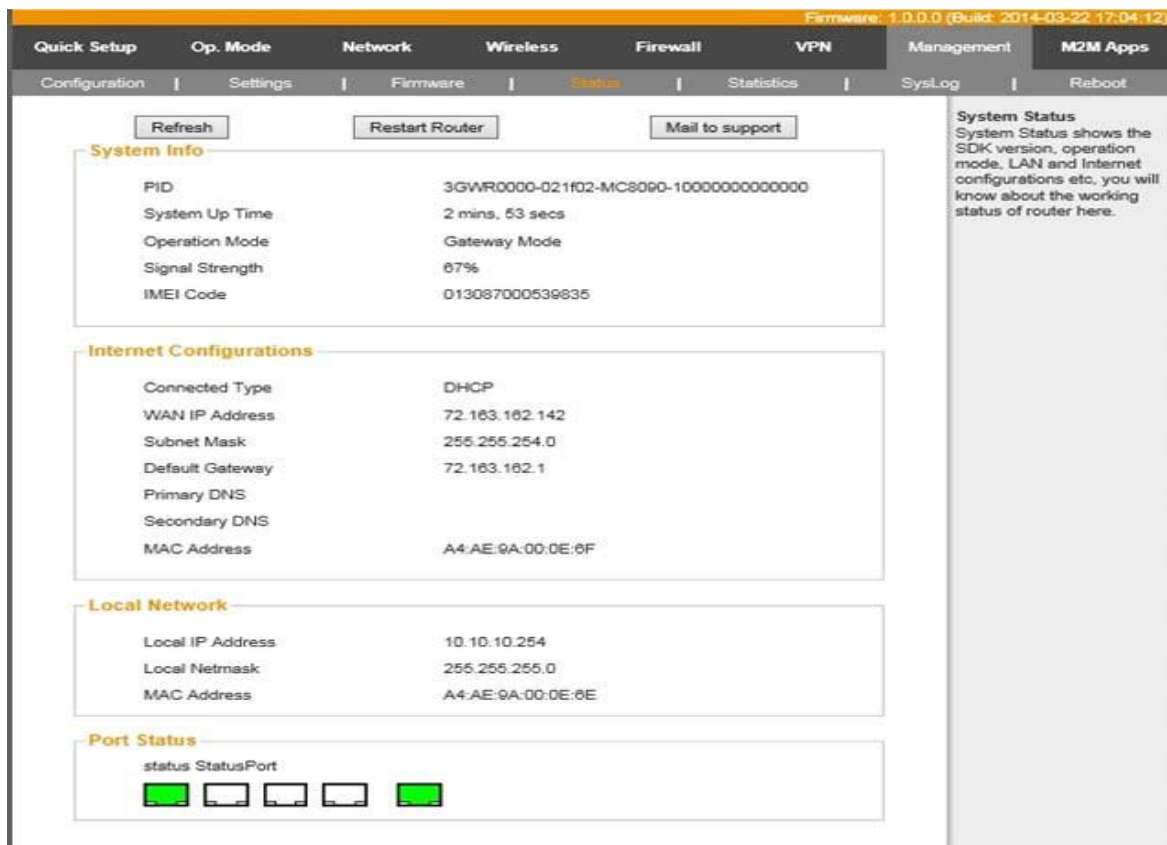 Firmware: 1.0.0.0 (Build: 2014-03-22 17:04:12)
Quick Setup Op. Mode Network Wireless Firewall VPN Management M2M Apps
Configuration | Settings | Firmware | Status | Statistics | SysLog | Reboot
Refresh Restart Router Mail to support
System Info
PID 3GWR0000-021f02-MC8090-10000000000000
System Up Time 2 mins, 53 secs
Operation Mode Gateway Mode
Signal Strength 67%
IMEI Code 013087000539835
Internet Configurations
Connected Type DHCP
WAN IP Address 72.163.162.142
Subnet Mask 255.255.254.0
Default Gateway 72.163.162.1
Primary DNS
Secondary DNS
MAC Address A4:AE:9A:00:0E:6F
Local Network
Local IP Address 10.10.10.254
Local Netmask 255.255.255.0
MAC Address A4:AE:9A:00:0E:6E
Port Status
status StatusPort
System Status
System Status shows the
SDK version, operation
mode, LAN and Internet
configurations etc, you will
know about the working
status of router here.